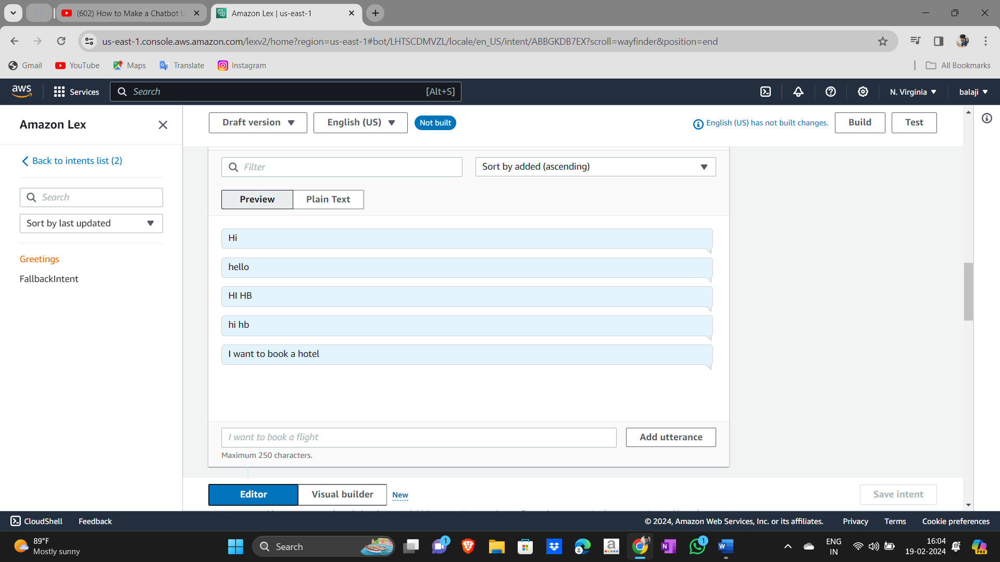 (602) How to Make a Chatbot U
Amazon Lex | us-east-1
us-east-1.console.aws.amazon.com/lexv2/home?region=us-east-1#bot/LHTSCDMVZL/locale/en_US/intent/ABBGKDB7EX?scroll=wayfinder&position=end
Gmail YouTube Maps Translate Instagram All Bookmarks
aws Services Search [Alt+S] N. Virginia balaji
Amazon Lex
Draft version English (US) Not built English (US) has not built changes. Build Test
Back to intents list (2)
Filter Sort by added (ascending)
Search
Preview Plain Text
Sort by last updated
Hi
Greetings
hello
FallbackIntent
HI HB
hi hb
I want to book a hotel
I want to book a flight Add utterance
Maximum 250 characters.
Editor Visual builder New Save intent
CloudShell Feedback © 2024, Amazon Web Services, Inc. or its affiliates. Privacy Terms Cookie preferences
89°F
Mostly sunny
Search
1
a
N
1
W
ENG
IN
16:04
19-02-2024
PRE